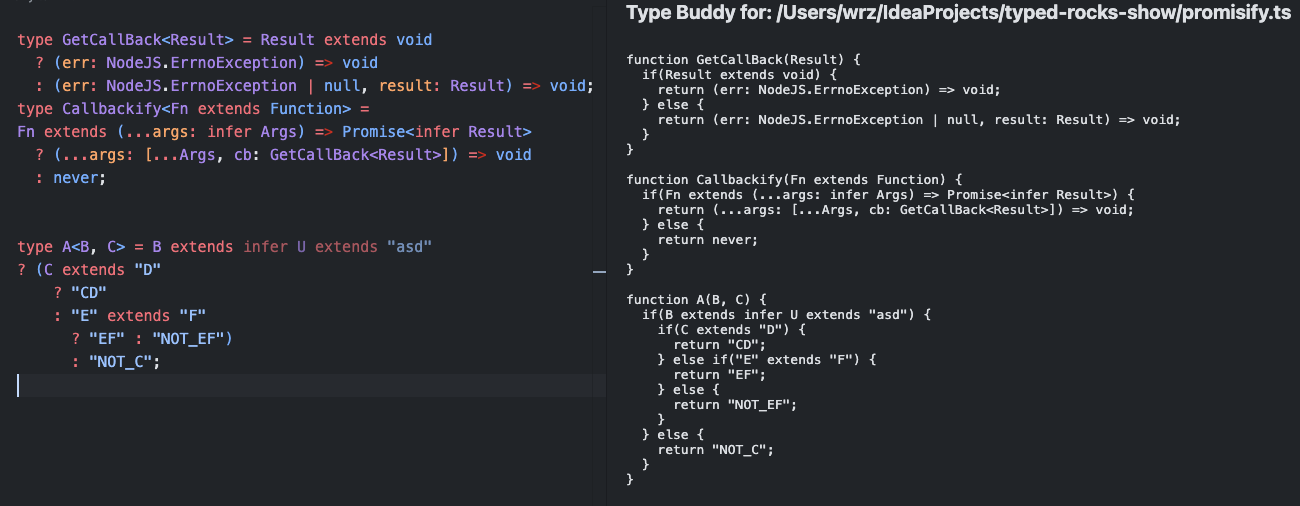 type GetCallBack<Result> = Result extends void
  ? (err: NodeJS.ErrnoException) => void
  : (err: NodeJS.ErrnoException | null, result: Result) => void;
type Callbackify<Fn extends Function> =
Fn extends (...args: infer Args) => Promise<infer Result>
  ? (...args: [...Args, cb: GetCallBack<Result>]) => void
  : never;
type A<B, C> = B extends infer U extends "asd"
? (C extends "D"
    ? "CD"
    : "E" extends "F"
      ? "EF" : "NOT_EF")
      : "NOT_C";
Type Buddy for: /Users/wrz/IdeaProjects/typed-rocks-show/promisify.ts
function GetCallBack(Result) {
  if(Result extends void) {
    return (err: NodeJS.ErrnoException) => void;
  } else {
    return (err: NodeJS.ErrnoException | null, result: Result) => void;
  }
}
function Callbackify(Fn extends Function) {
  if(Fn extends (...args: infer Args) => Promise<infer Result>) {
    return (...args: [...Args, cb: GetCallBack<Result>]) => void;
  } else {
    return never;
  }
}
function A(B, C) {
  if(B extends infer U extends "asd") {
    if(C extends "D") {
      return "CD";
    } else if("E" extends "F") {
      return "EF";
    } else {
      return "NOT_EF";
    }
  } else {
    return "NOT_C";
  }
}